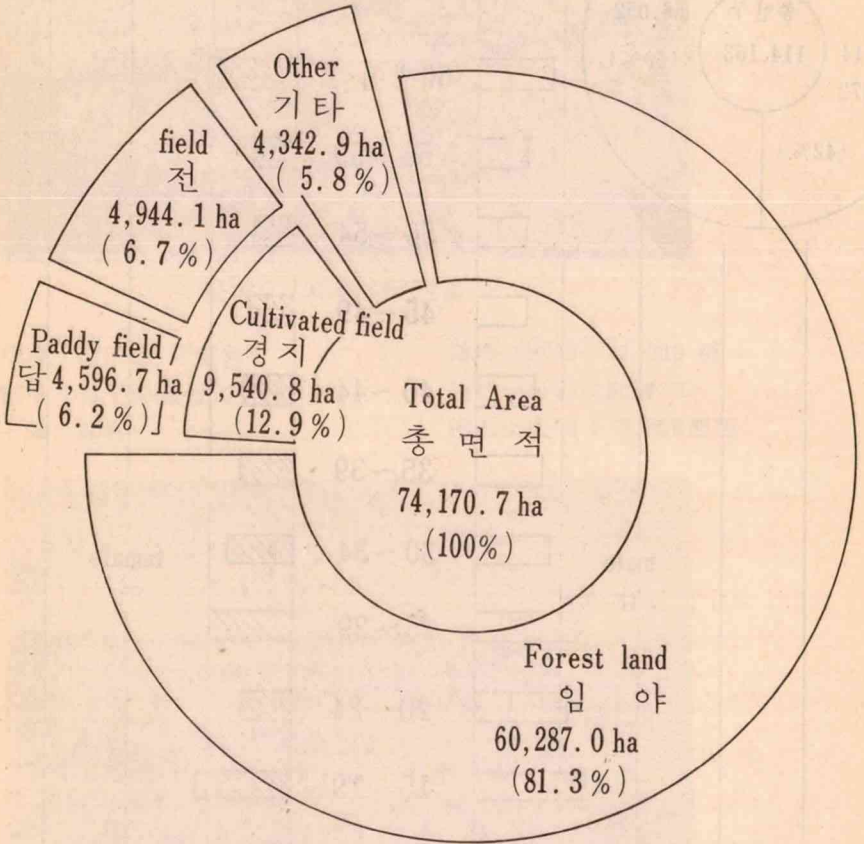 Other
기타
4,342.9 ha
(5.8%)
field
전
4,944.1 ha
(6.7%)
Cultivated field
경지
9,540.8 ha
(12.9%)
Paddy field
답 4,596.7 ha
(6.2%)
Total Area
총면적
74,170.7 ha
(100%)
Forest land
임야
60,287.0 ha
(81.3%)